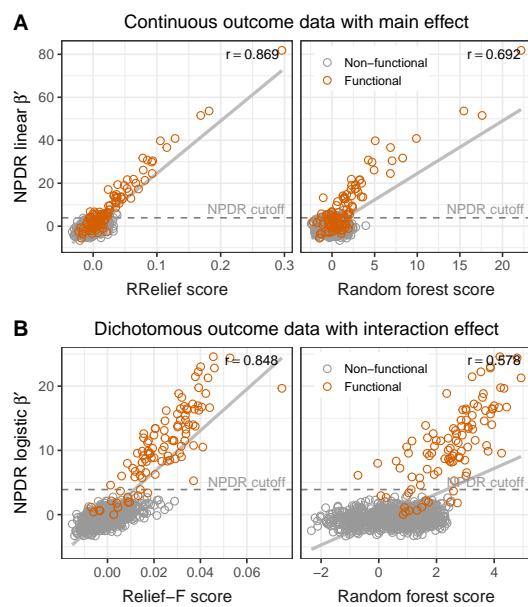 A
Continuous outcome data with main effect
NPDR linear β′
80
60
40
20
0
r = 0.869
NPDR cutoff
0.0 0.1 0.2 0.3
RRelief score
Non-functional
Functional
r = 0.692
NPDR cutoff
0 5 10 15 20
Random forest score
B
Dichotomous outcome data with interaction effect
NPDR logistic β′
20
10
0
r = 0.848
NPDR cutoff
0.00 0.02 0.04 0.06
Relief−F score
Non-functional
Functional
r = 0.578
NPDR cutoff
−2 0 2 4
Random forest score